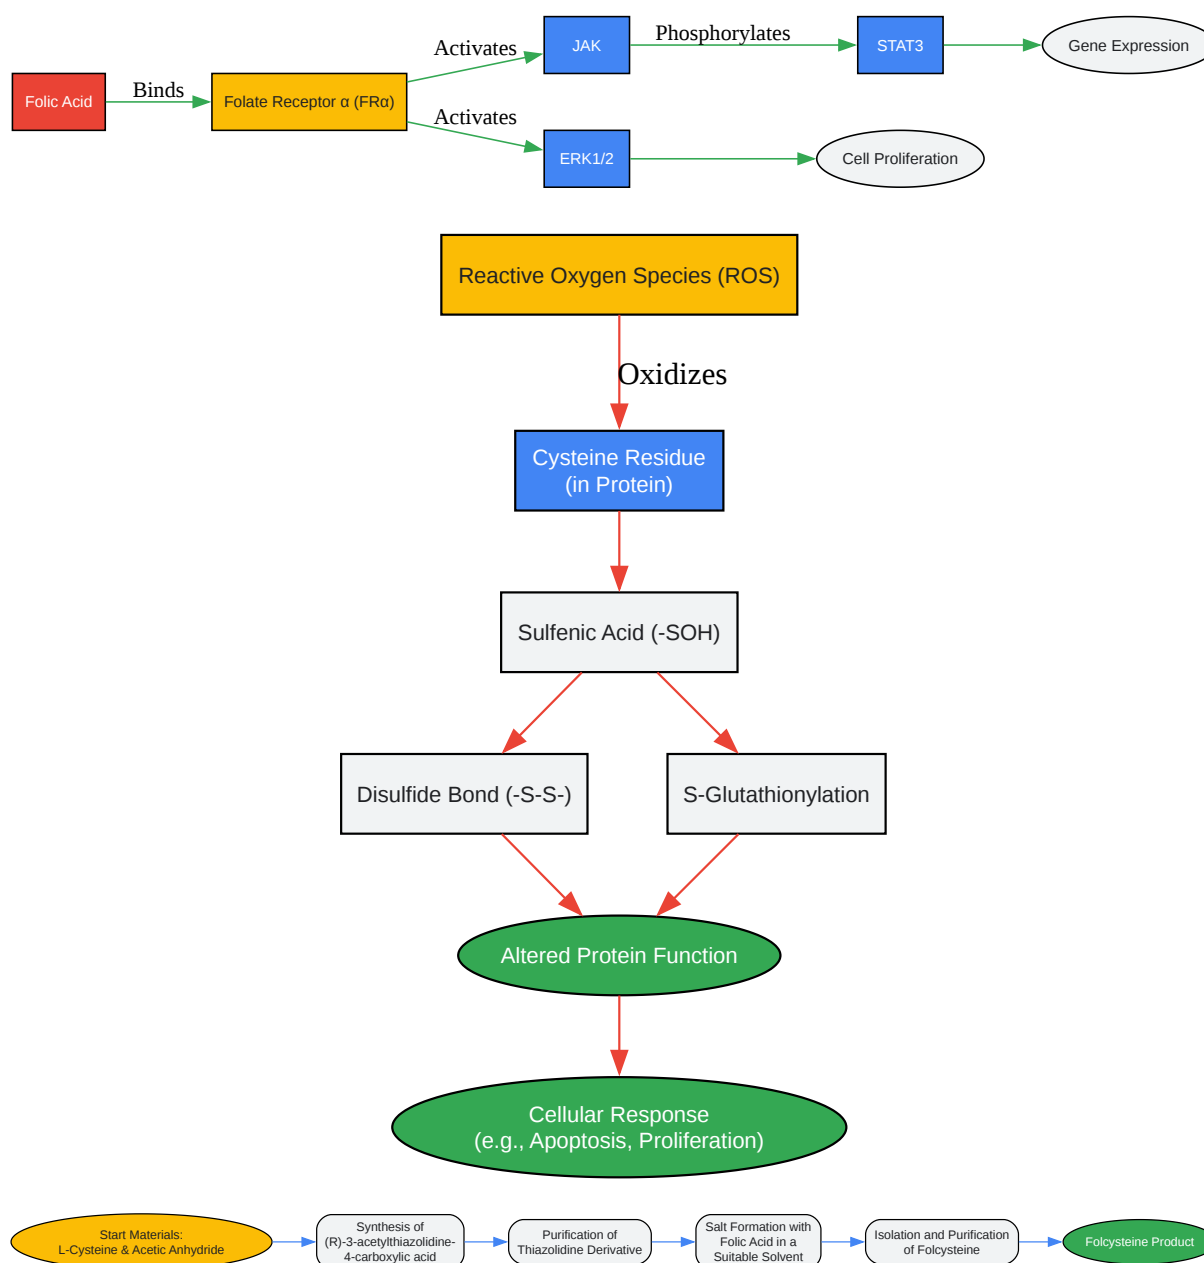 Folic Acid
Binds
Folate Receptor α (FRα)
Activates
JAK
Phosphorylates
STAT3
Gene Expression
Activates
ERK1/2
Cell Proliferation
Reactive Oxygen Species (ROS)
Oxidizes
Cysteine Residue
(in Protein)
Sulfenic Acid (-SOH)
Disulfide Bond (-S-S-)
S-Glutathionylation
Altered Protein Function
Cellular Response
(e.g., Apoptosis, Proliferation)
Start Materials:
L-Cysteine & Acetic Anhydride
Synthesis of
(R)-3-acetylthiazolidine-
4-carboxylic acid
Purification of
Thiazolidine Derivative
Salt Formation with
Folic Acid in a
Suitable Solvent
Isolation and Purification
of Folcysteine
Folcysteine Product